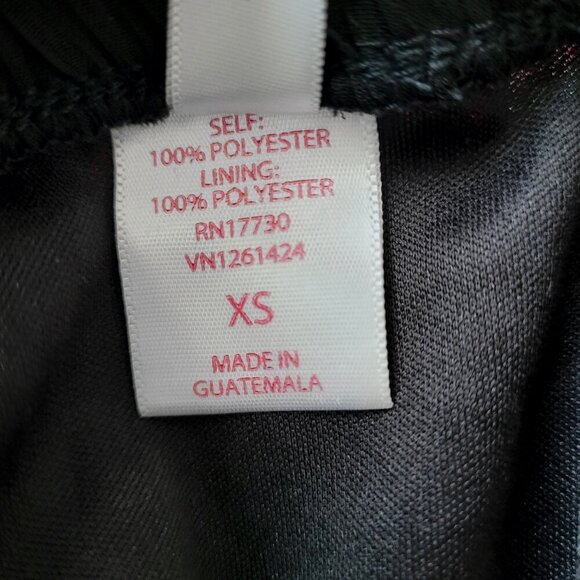 SELF:
100% POLYESTER
LINING:
100% POLYESTER
RN17730
VN1261424
XS
MADE IN
GUATEMALA